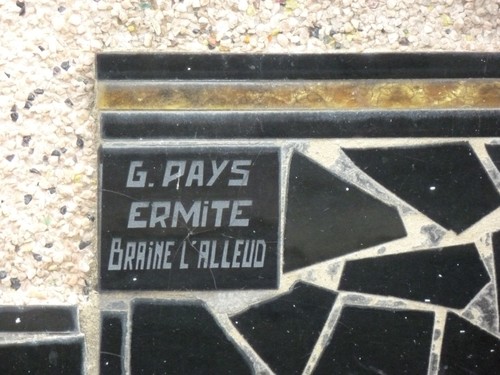 G. PAYS
ERMiTE
BRAiNE L'ALLEUD